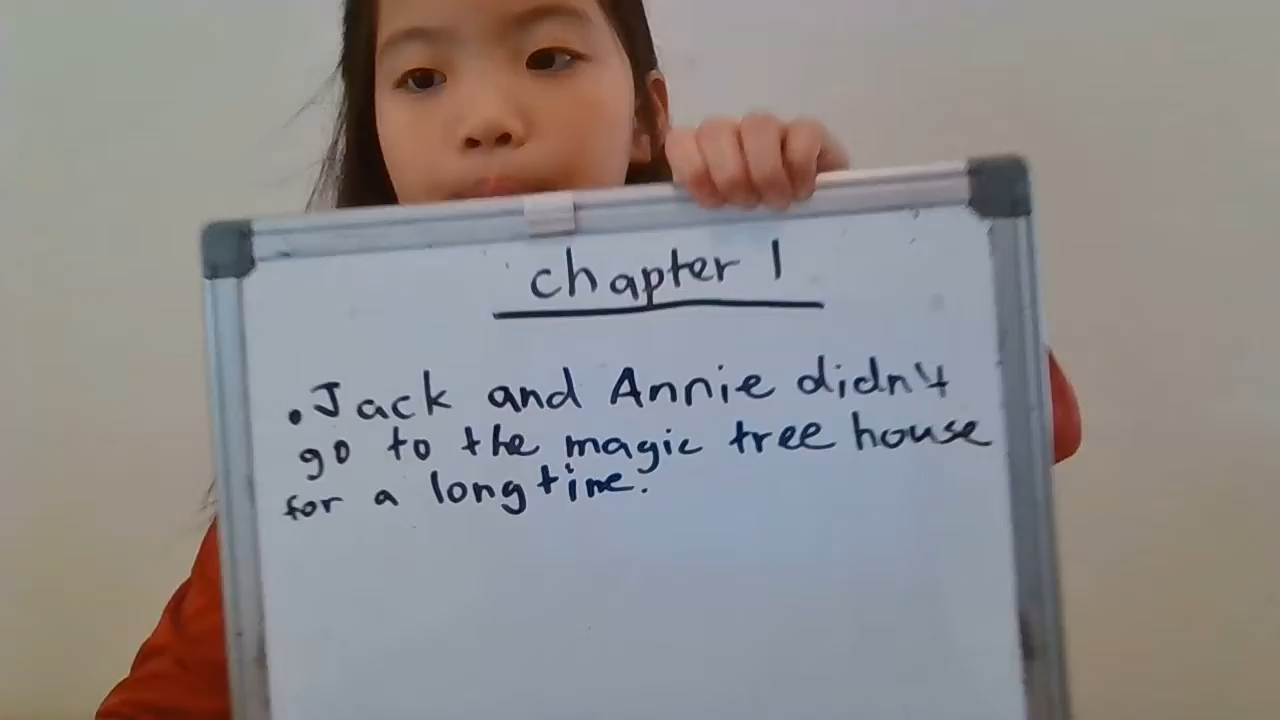 chapter 1
.Jack and Annie didn't
go to the magic tree house
for a long time.